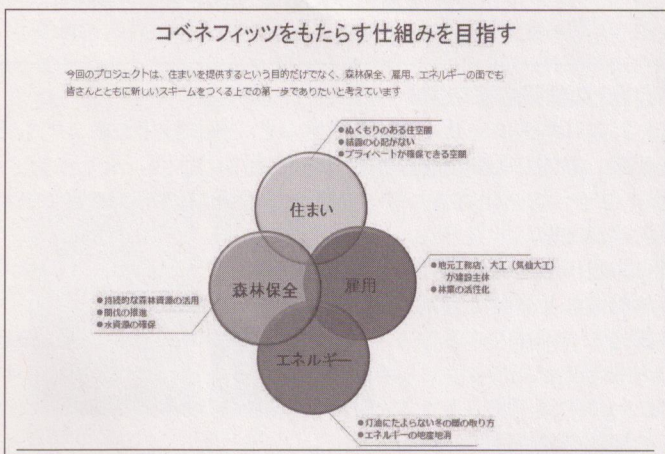 コベネフィッツをもたらす仕組みを目指す
今回のプロジェクトは、住まいを提供するという目的だけでなく、森林保全、雇用、エネルギーの面でも
皆さんとともに新しいスキームをつくる上での第一歩でありたいと考えています
●ぬくもりのある住空間
●結露の心配がない
●プライベートが確保できる空間
住まい
●地元工務店、大工（気仙大工）
が建設主体
●林業の活性化
雇用
森林保全
●持続的な森林資源の活用
●間伐の推進
●水資源の確保
エネルギー
●灯油にたよらない冬の暖の取り方
●エネルギーの地産地消